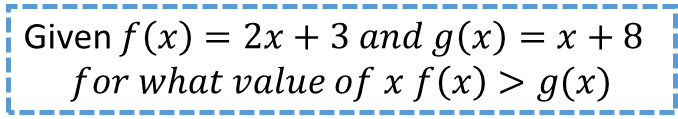 Given f(x) = 2x + 3 and g(x) = x + 8
for what value of x f(x) > g(x)